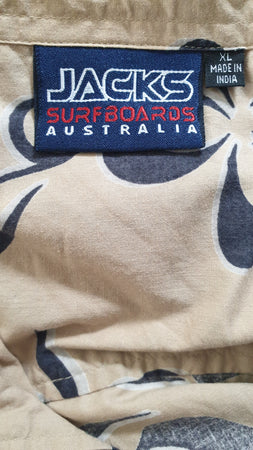 JACKS
SURFBOARDS
AUSTRALIA
XL
MADE IN
INDIA